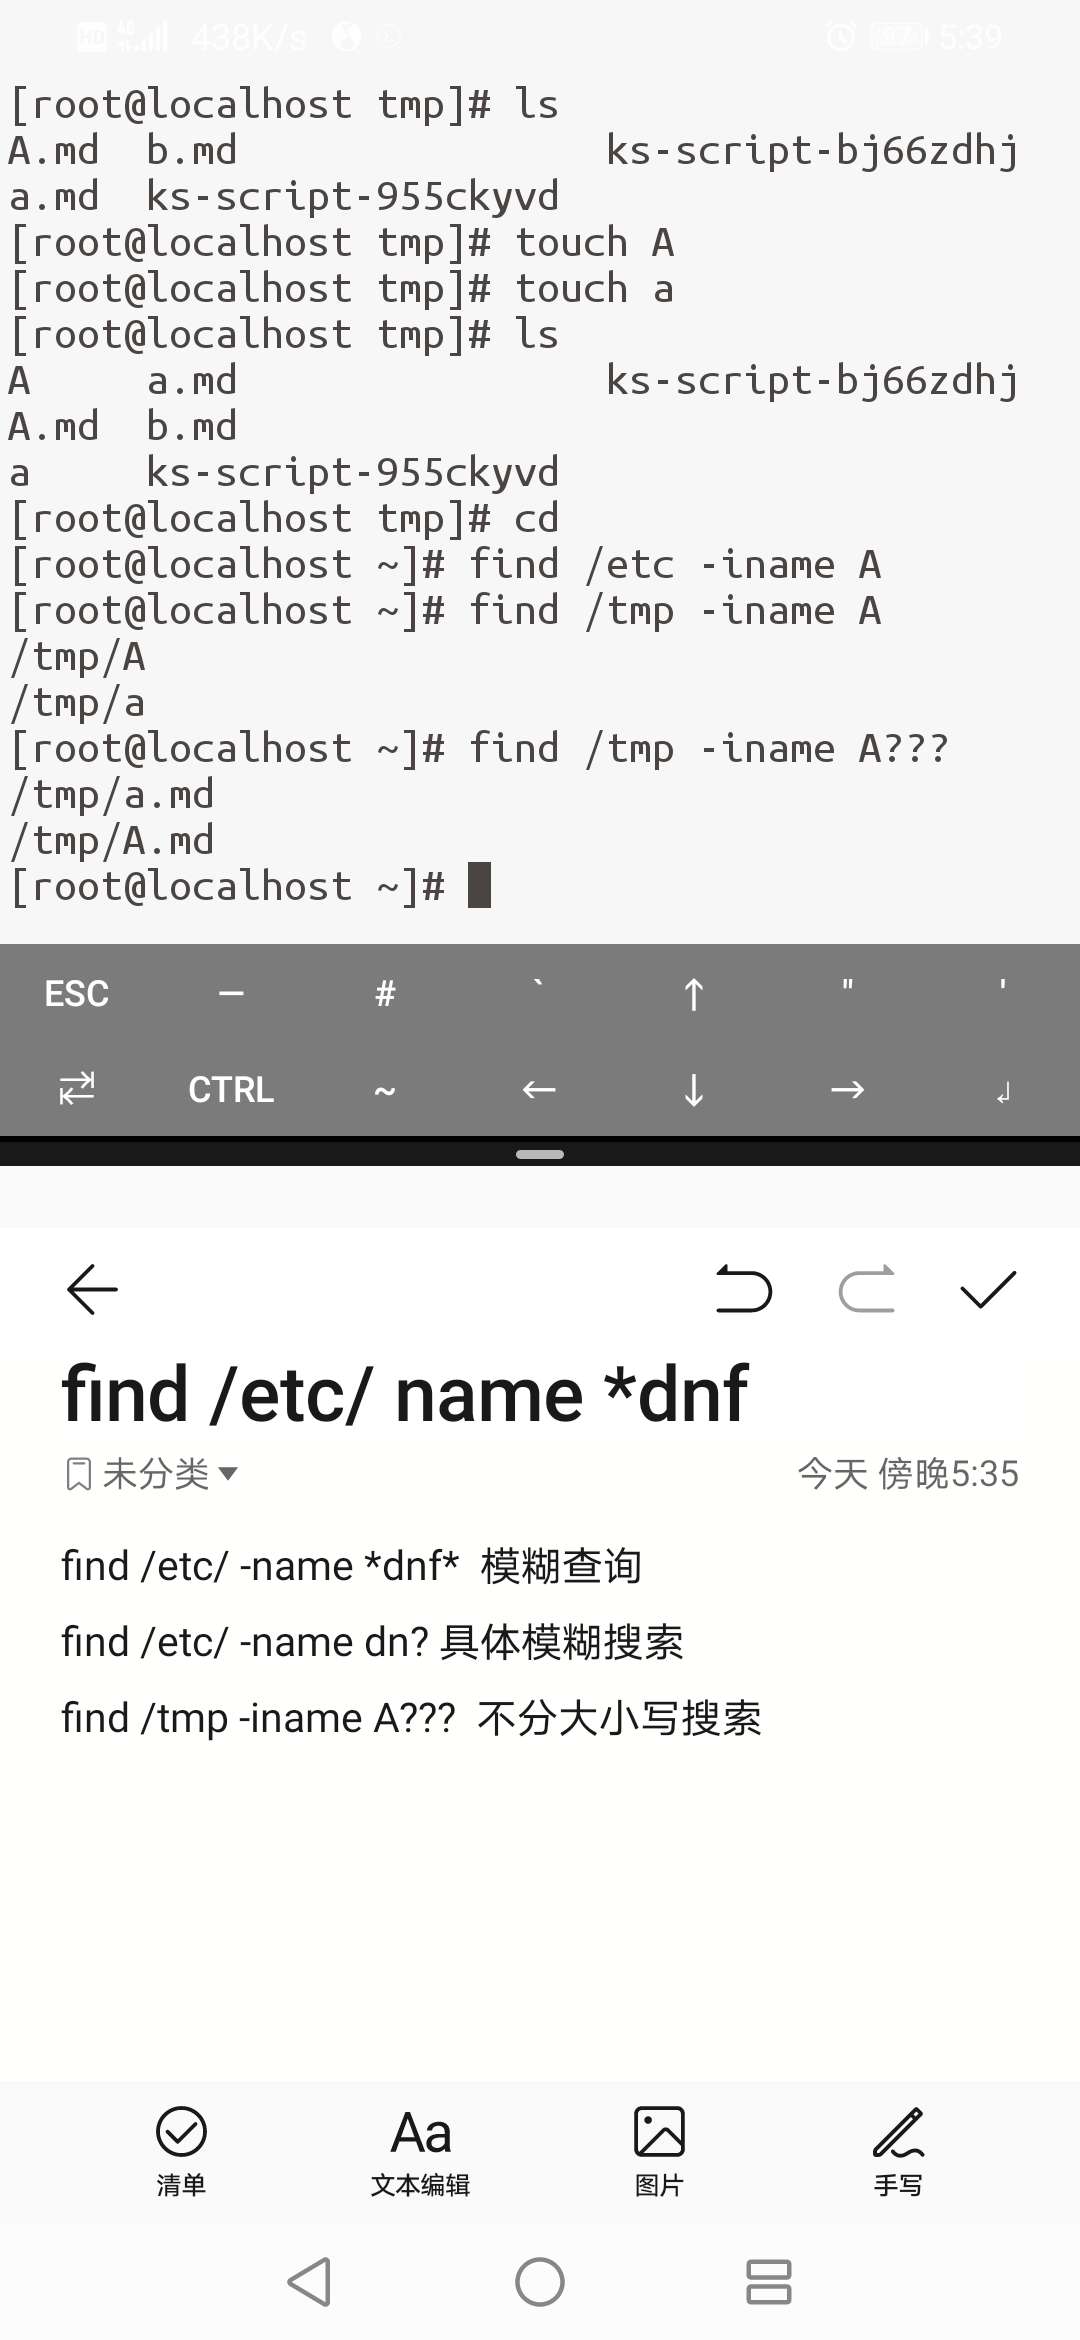 HD 4G 438K/s 97 5:39
[root@localhost tmp]# ls
A.md  b.md                ks-script-bj66zdhj
a.md  ks-script-955ckyvd
[root@localhost tmp]# touch A
[root@localhost tmp]# touch a
[root@localhost tmp]# ls
A     a.md                ks-script-bj66zdhj
A.md  b.md
a     ks-script-955ckyvd
[root@localhost tmp]# cd
[root@localhost ~]# find /etc -iname A
[root@localhost ~]# find /tmp -iname A
/tmp/A
/tmp/a
[root@localhost ~]# find /tmp -iname A???
/tmp/a.md
/tmp/A.md
[root@localhost ~]#
ESC — # ` ↑ " '
CTRL ~ ← ↓ → ↲
find /etc/ name *dnf
未分类 今天 傍晚5:35
find /etc/ -name *dnf*  模糊查询
find /etc/ -name dn? 具体模糊搜索
find /tmp -iname A???  不分大小写搜索
Aa
清单 文本编辑 图片 手写